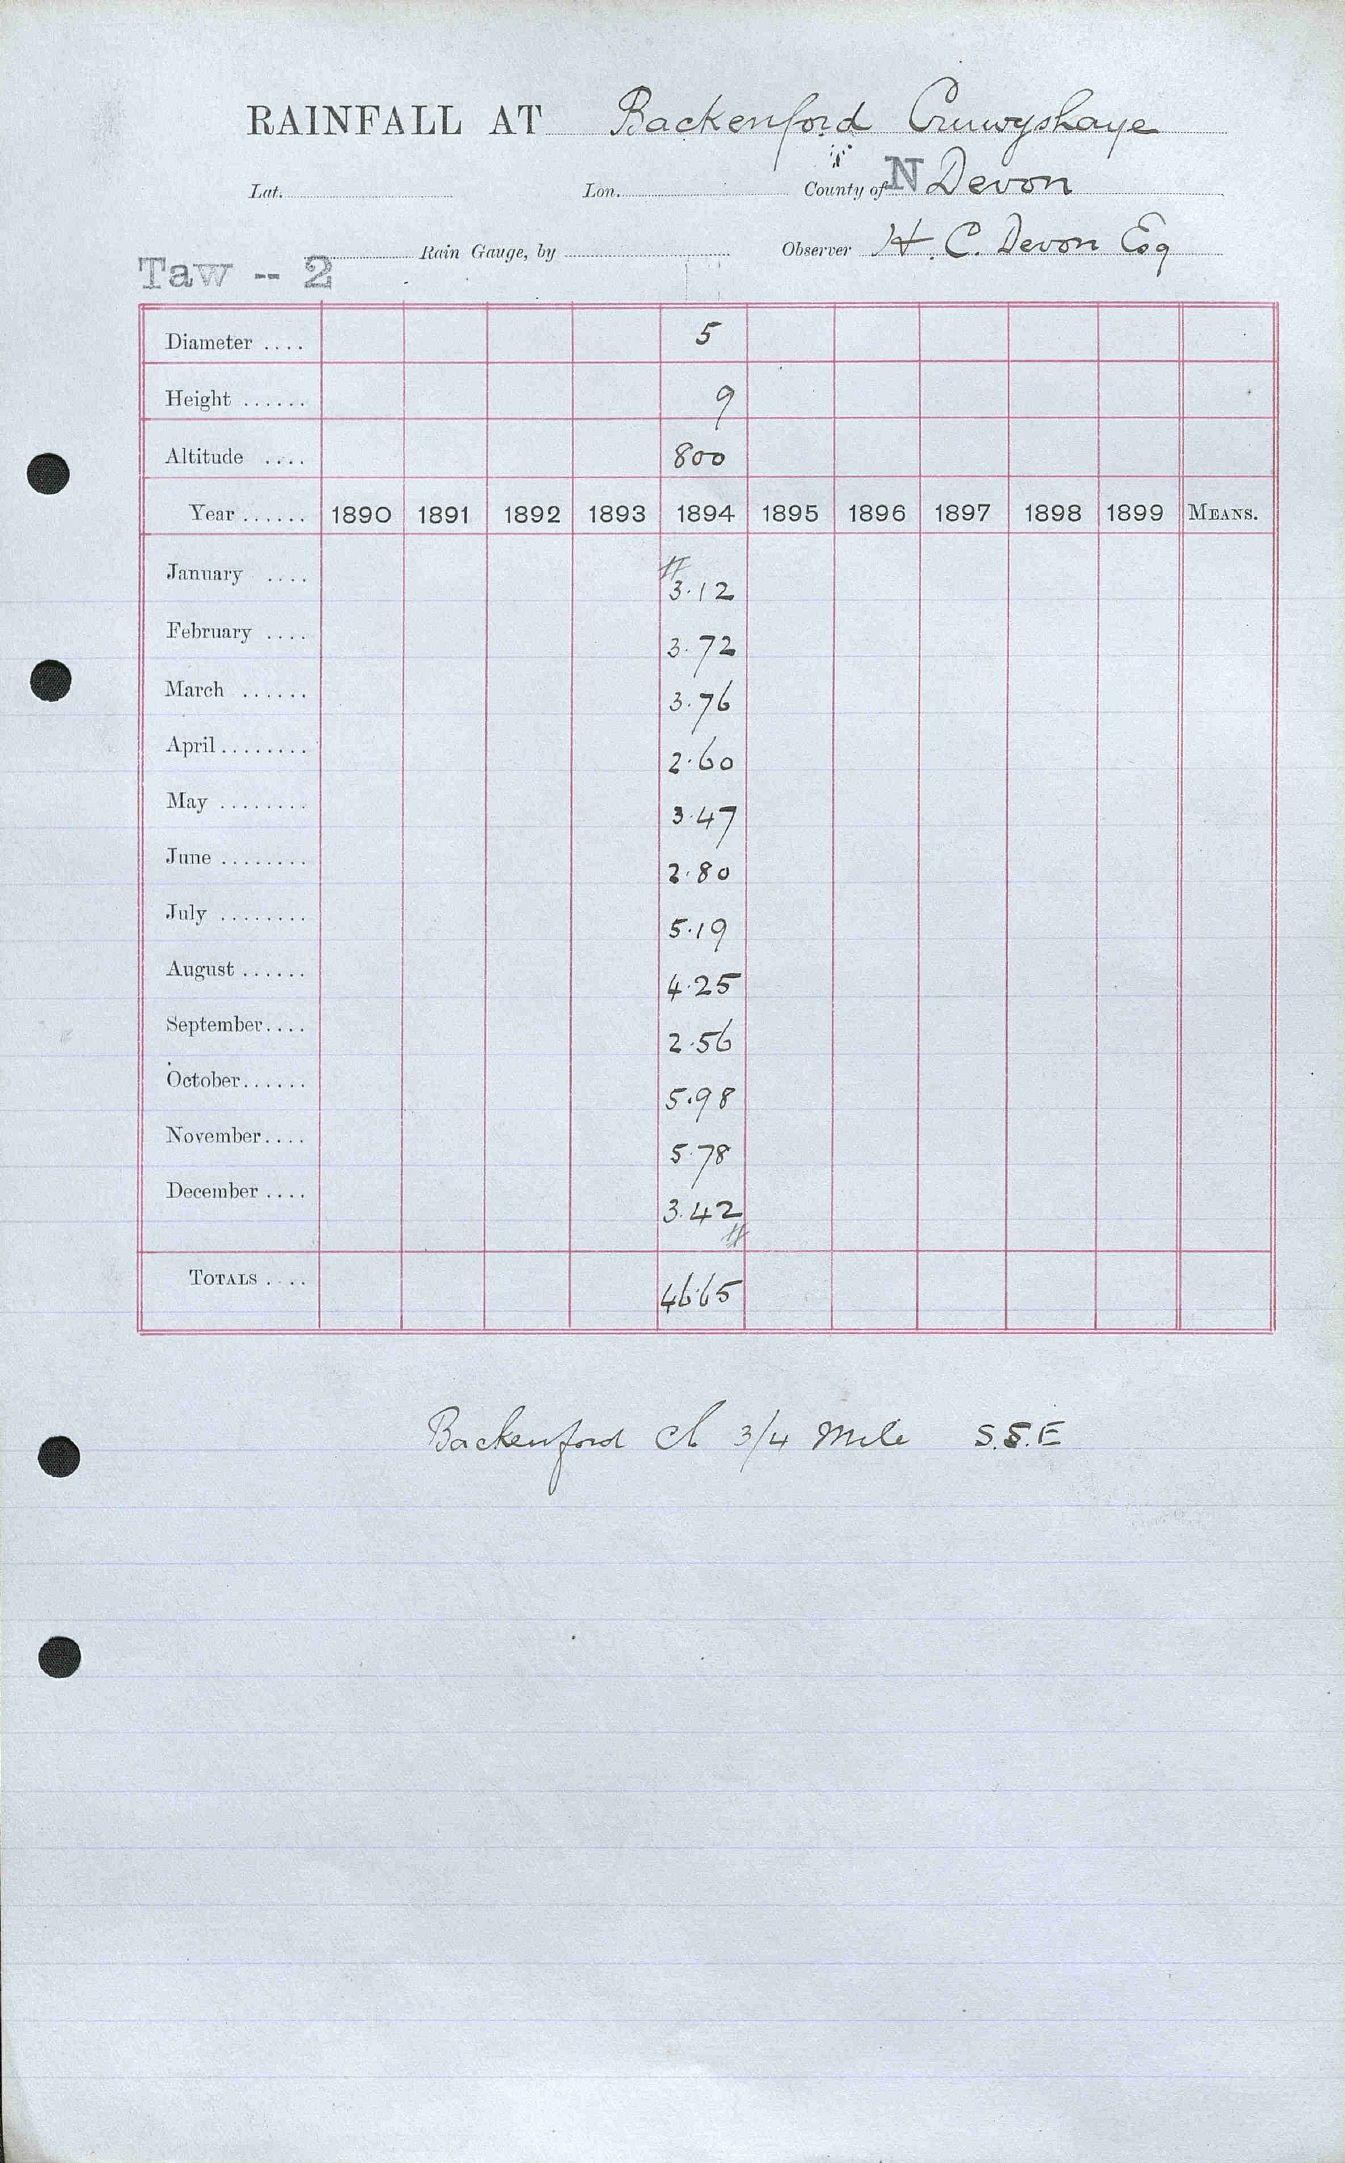 RAINFALL AT Backenford Cruwyshaye
Lat. Lon. County of N Devon
Rain Gauge, by Observer H. C. Devon Esq
Taw -- 2
Diameter .... 5
Height ...... 9
Altitude .... 800
Year ...... 1890 1891 1892 1893 1894 1895 1896 1897 1898 1899 MEANS.
January .... 3.12
February .... 3.72
March ...... 3.76
April ........ 2.60
May ........ 3.47
June ........ 2.80
July ........ 5.19
August ...... 4.25
September .... 2.56
October ...... 5.98
November .... 5.78
December .... 3.42
TOTALS .... 46.65
Backenford Ch 3/4 Mile S.S.E